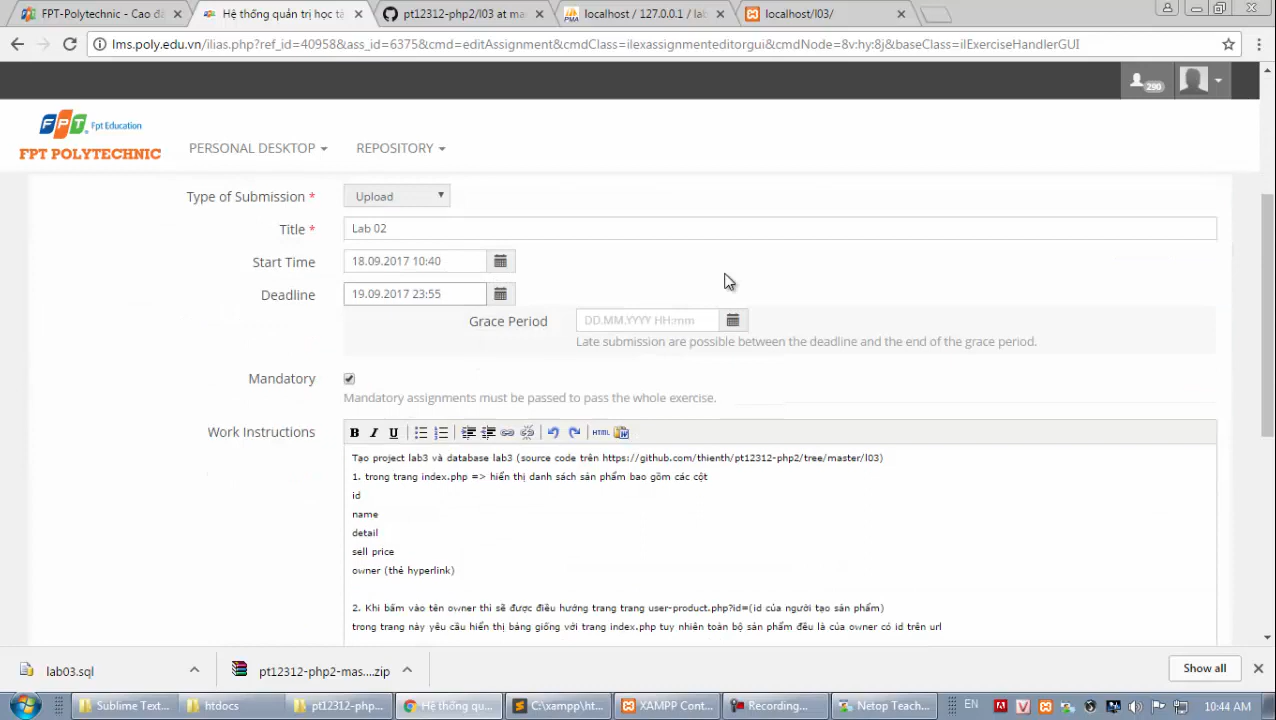 FPT-Polytechnic - Cao đẳ
Hệ thống quản trị học tậ
pt12312-php2/l03 at ma
localhost / 127.0.0.1 / la
localhost/l03/
lms.poly.edu.vn/ilias.php?ref_id=40958&ass_id=6375&cmd=editAssignment&cmdClass=ilexassignmenteditorgui&cmdNode=8v:hy:8j&baseClass=ilExerciseHandlerGUI
290
FPT Fpt Education
FPT POLYTECHNIC
PERSONAL DESKTOP
REPOSITORY
Type of Submission *
Upload
Title *
Lab 02
Start Time
18.09.2017 10:40
Deadline
19.09.2017 23:55
Grace Period
DD.MM.YYYY HH:mm
Late submission are possible between the deadline and the end of the grace period.
Mandatory
Mandatory assignments must be passed to pass the whole exercise.
Work Instructions
B I U HTML
Tạo project lab3 và database lab3 (source code trên https://github.com/thienth/pt12312-php2/tree/master/l03)
1. trong trang index.php => hiển thị danh sách sản phẩm bao gồm các cột
id
name
detail
sell price
owner (thẻ hyperlink)
2. Khi bấm vào tên owner thì sẽ được điều hướng trang trang user-product.php?id=(id của người tạo sản phẩm)
trong trang này yêu cầu hiển thị bảng giống với trang index.php tuy nhiên toàn bộ sản phẩm đều là của owner có id trên url
lab03.sql
pt12312-php2-mas....zip
Show all
Sublime Text...
htdocs
pt12312-php...
Hệ thống qu...
C:\xampp\ht...
XAMPP Cont...
Recording...
Netop Teach...
EN
10:44 AM